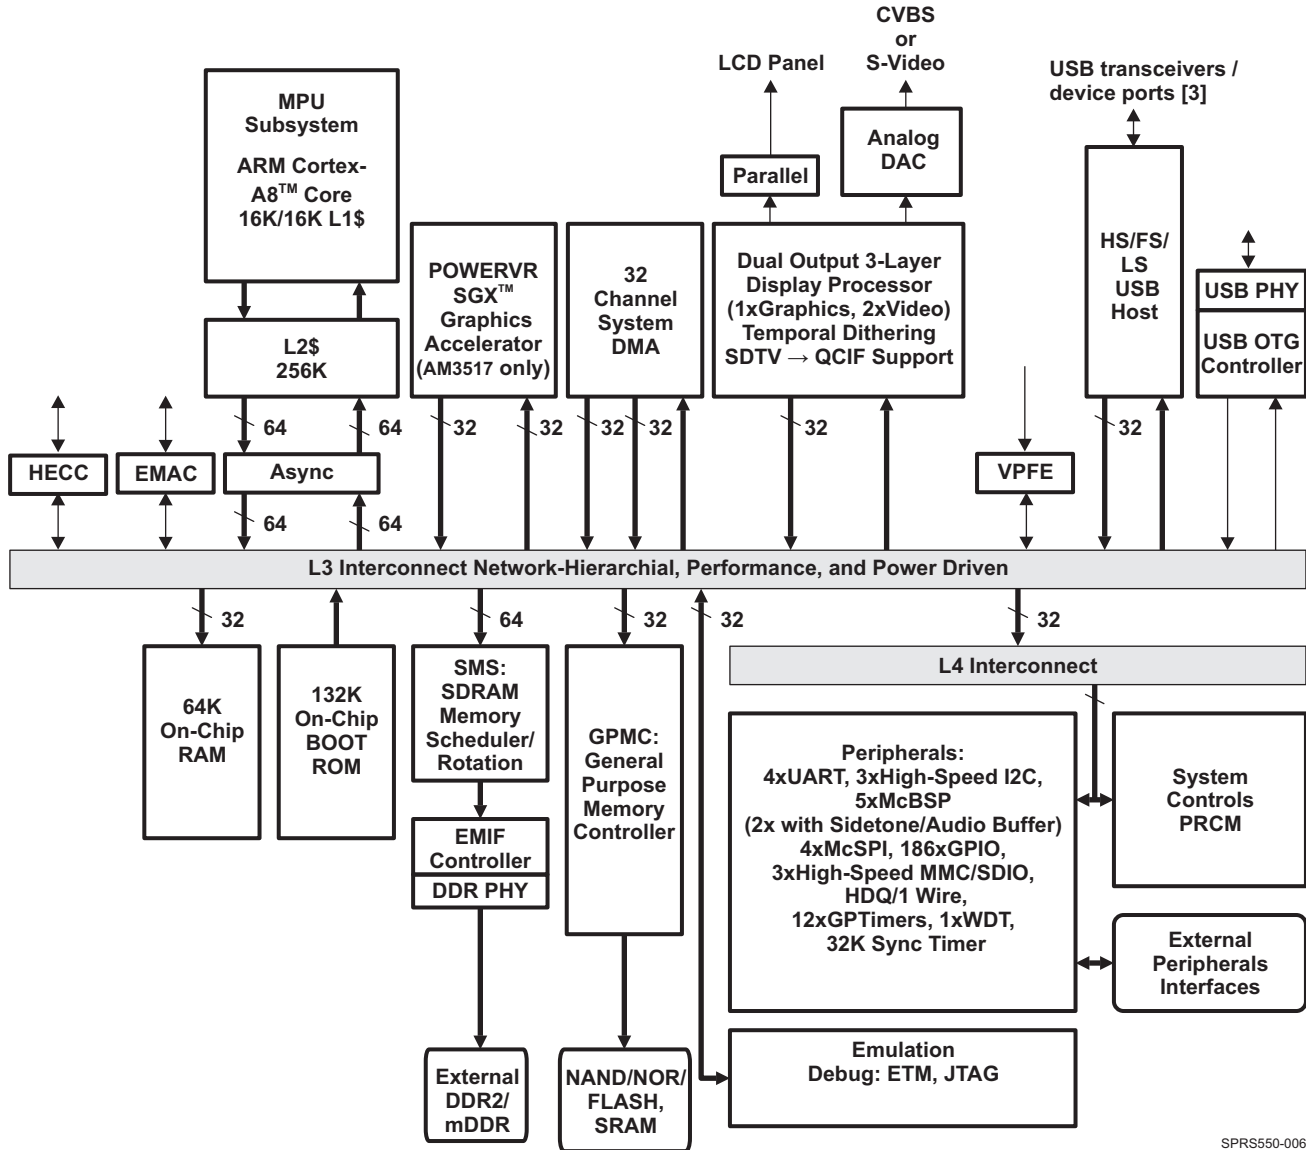 CVBS
or
S-Video
LCD Panel
USB transceivers /
device ports [3]
MPU
Subsystem
ARM Cortex-
A8™ Core
16K/16K L1$
Analog
DAC
Parallel
POWERVR
SGX™
Graphics
Accelerator
(AM3517 only)
32
Channel
System
DMA
Dual Output 3-Layer
Display Processor
(1xGraphics, 2xVideo)
Temporal Dithering
SDTV → QCIF Support
HS/FS/
LS
USB
Host
USB PHY
USB OTG
Controller
L2$
256K
64
64
32
32
32
32
32
32
HECC
EMAC
Async
VPFE
64
64
L3 Interconnect Network-Hierarchial, Performance, and Power Driven
32
64
32
32
32
L4 Interconnect
64K
On-Chip
RAM
132K
On-Chip
BOOT
ROM
SMS:
SDRAM
Memory
Scheduler/
Rotation
GPMC:
General
Purpose
Memory
Controller
EMIF
Controller
DDR PHY
Peripherals:
4xUART, 3xHigh-Speed I2C,
5xMcBSP
(2x with Sidetone/Audio Buffer)
4xMcSPI, 186xGPIO,
3xHigh-Speed MMC/SDIO,
HDQ/1 Wire,
12xGPTimers, 1xWDT,
32K Sync Timer
System
Controls
PRCM
External
Peripherals
Interfaces
Emulation
Debug: ETM, JTAG
External
DDR2/
mDDR
NAND/NOR/
FLASH,
SRAM
SPRS550-006